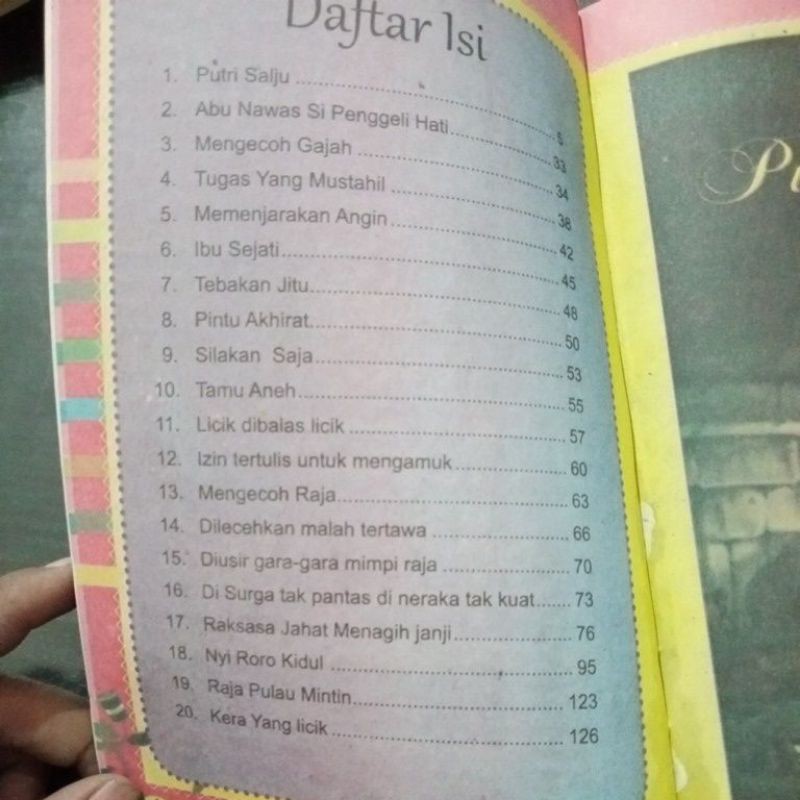 Daftar Isi
1. Putri Salju ........ 5
2. Abu Nawas Si Penggeli Hati ........ 33
3. Mengecoh Gajah ........ 34
4. Tugas Yang Mustahil ........ 38
5. Memenjarakan Angin ........ 42
6. Ibu Sejati ........ 45
7. Tebakan Jitu ........ 48
8. Pintu Akhirat ........ 50
9. Silakan Saja ........ 53
10. Tamu Aneh ........ 55
11. Licik dibalas licik ........ 57
12. Izin tertulis untuk mengamuk ........ 60
13. Mengecoh Raja ........ 63
14. Dilecehkan malah tertawa ........ 66
15. Diusir gara-gara mimpi raja ........ 70
16. Di Surga tak pantas di neraka tak kuat ....... 73
17. Raksasa Jahat Menagih janji ........ 76
18. Nyi Roro Kidul ........ 95
19. Raja Pulau Mintin ........ 123
20. Kera Yang licik ........ 126